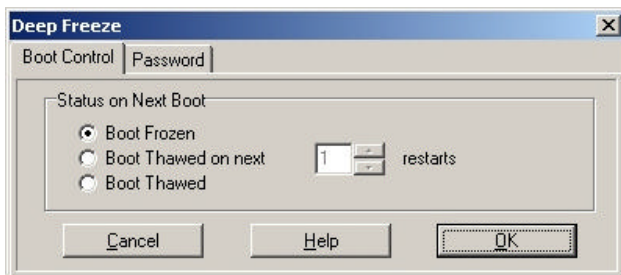 Deep Freeze
Boot Control Password
Status on Next Boot
Boot Frozen
Boot Thawed on next 1 restarts
Boot Thawed
Cancel Help OK